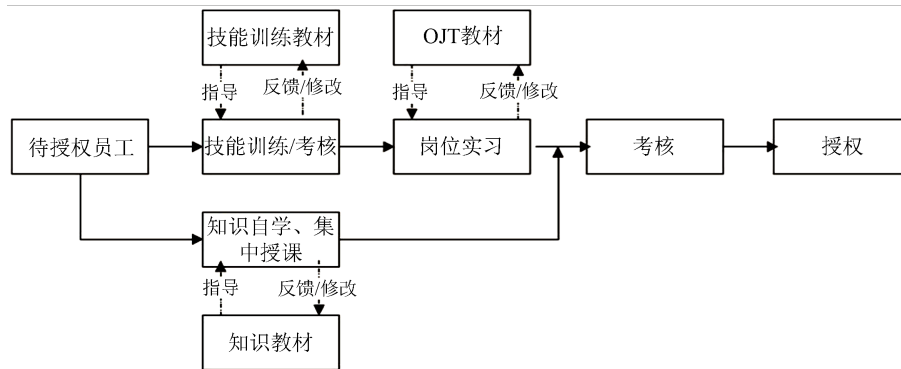 技能训练教材
OJT教材
指导
反馈/修改
指导
反馈/修改
待授权员工
技能训练/考核
岗位实习
考核
授权
知识自学、集
中授课
指导
反馈/修改
知识教材